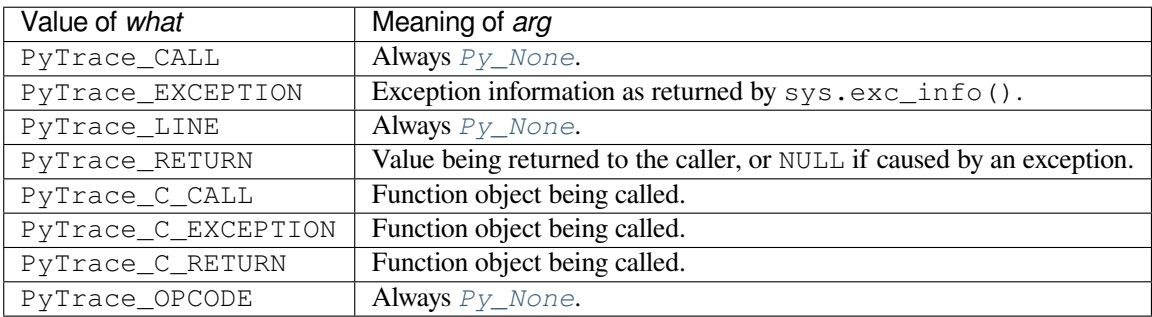 Value of what Meaning of arg
PyTrace_CALL Always Py_None.
PyTrace_EXCEPTION Exception information as returned by sys.exc_info().
PyTrace_LINE Always Py_None.
PyTrace_RETURN Value being returned to the caller, or NULL if caused by an exception.
PyTrace_C_CALL Function object being called.
PyTrace_C_EXCEPTION Function object being called.
PyTrace_C_RETURN Function object being called.
PyTrace_OPCODE Always Py_None.